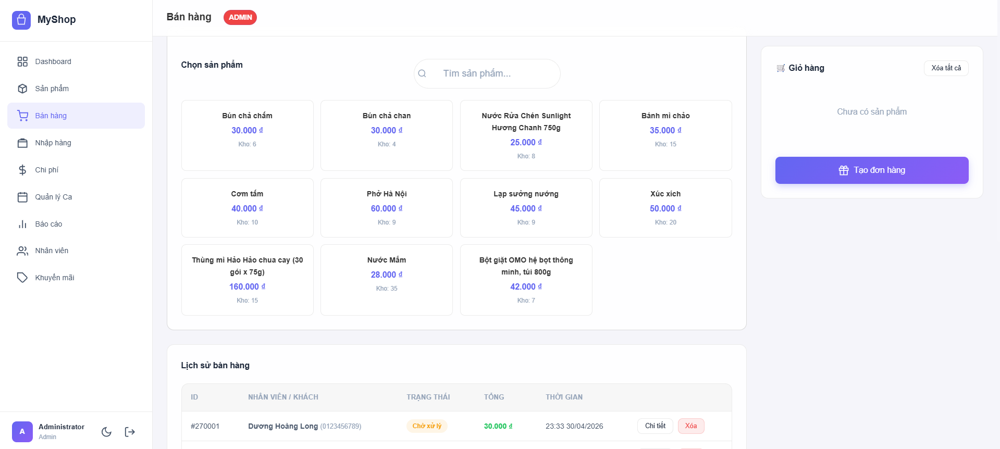 MyShop
Dashboard
Sản phẩm
Bán hàng
Nhập hàng
Chi phí
Quản lý Ca
Báo cáo
Nhân viên
Khuyến mãi
A
Administrator
Admin
Bán hàng
ADMIN
Chọn sản phẩm
Tìm sản phẩm...
Bún chả chấm
30.000 ₫
Kho: 6
Bún chả chan
30.000 ₫
Kho: 4
Nước Rửa Chén Sunlight
Hương Chanh 750g
25.000 ₫
Kho: 8
Bánh mì chảo
35.000 ₫
Kho: 15
Cơm tấm
40.000 ₫
Kho: 10
Phở Hà Nội
60.000 ₫
Kho: 9
Lạp sưởng nướng
45.000 ₫
Kho: 9
Xúc xích
50.000 ₫
Kho: 20
Thùng mì Hảo Hảo chua cay (30
gói x 75g)
160.000 ₫
Kho: 15
Nước Mắm
28.000 ₫
Kho: 35
Bột giặt OMO hệ bọt thông
minh, túi 800g
42.000 ₫
Kho: 7
Giỏ hàng
Xóa tất cả
Chưa có sản phẩm
Tạo đơn hàng
Lịch sử bán hàng
ID NHÂN VIÊN / KHÁCH TRẠNG THÁI TỔNG THỜI GIAN
#270001 Dương Hoàng Long (0123456789) Chờ xử lý 30.000 ₫ 23:33 30/04/2026 Chi tiết Xóa